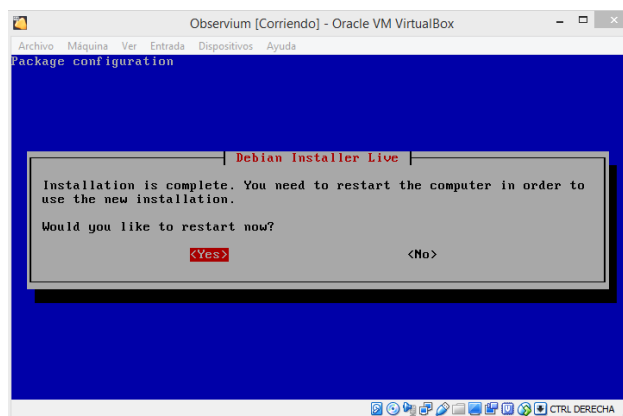 Observium [Corriendo] - Oracle VM VirtualBox
Archivo Máquina Ver Entrada Dispositivos Ayuda
Package configuration
Debian Installer Live
Installation is complete. You need to restart the computer in order to
use the new installation.
Would you like to restart now?
<Yes> <No>
CTRL DERECHA